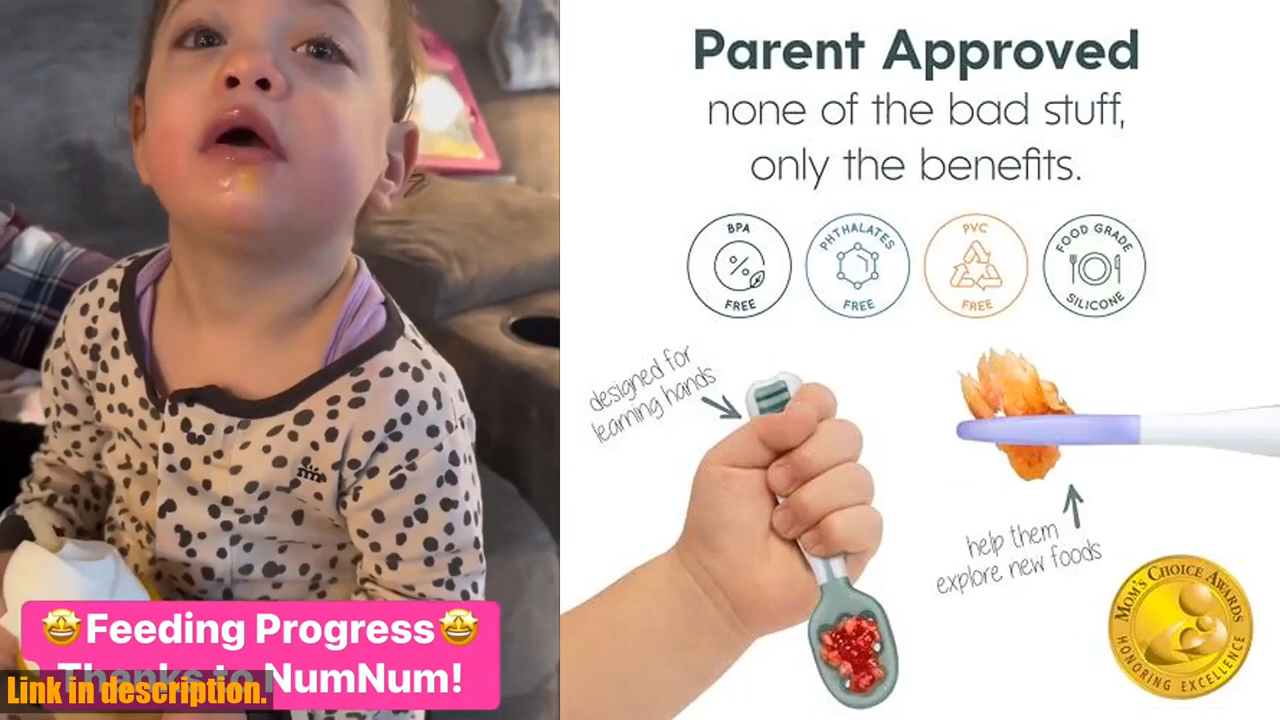 🤩Feeding Progress🤩
Thanks to NumNum!
Link in description.
Parent Approved
none of the bad stuff,
only the benefits.
BPA
FREE
PHTHALATES
FREE
PVC
FREE
FOOD GRADE
SILICONE
designed for
learning hands
help them
explore new foods
MOM'S CHOICE AWARDS
HONORING EXCELLENCE